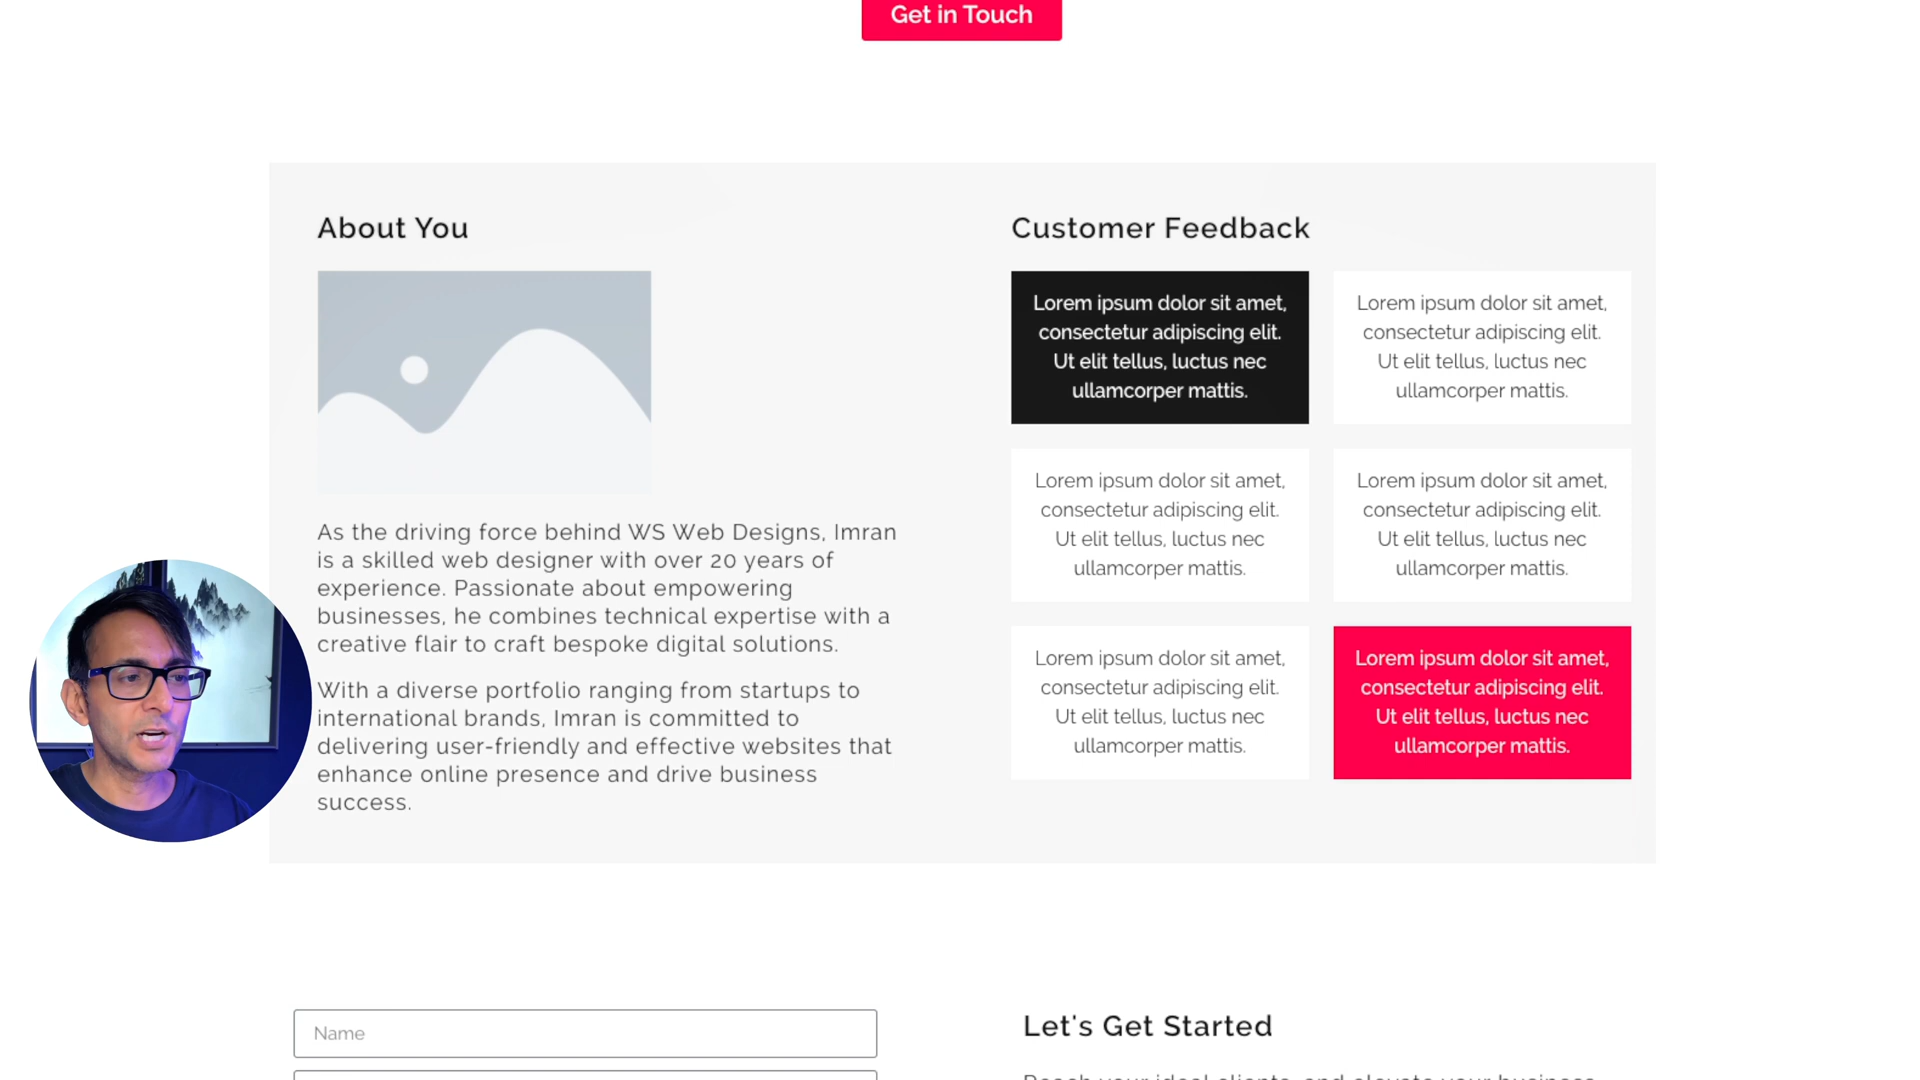 Get in Touch
About You
As the driving force behind WS Web Designs, Imran
is a skilled web designer with over 20 years of
experience. Passionate about empowering
businesses, he combines technical expertise with a
creative flair to craft bespoke digital solutions.
With a diverse portfolio ranging from startups to
international brands, Imran is committed to
delivering user-friendly and effective websites that
enhance online presence and drive business
success.
Customer Feedback
Lorem ipsum dolor sit amet,
consectetur adipiscing elit.
Ut elit tellus, luctus nec
ullamcorper mattis.
Lorem ipsum dolor sit amet,
consectetur adipiscing elit.
Ut elit tellus, luctus nec
ullamcorper mattis.
Lorem ipsum dolor sit amet,
consectetur adipiscing elit.
Ut elit tellus, luctus nec
ullamcorper mattis.
Lorem ipsum dolor sit amet,
consectetur adipiscing elit.
Ut elit tellus, luctus nec
ullamcorper mattis.
Lorem ipsum dolor sit amet,
consectetur adipiscing elit.
Ut elit tellus, luctus nec
ullamcorper mattis.
Lorem ipsum dolor sit amet,
consectetur adipiscing elit.
Ut elit tellus, luctus nec
ullamcorper mattis.
Name
Let's Get Started
Reach your ideal clients, and elevate your business